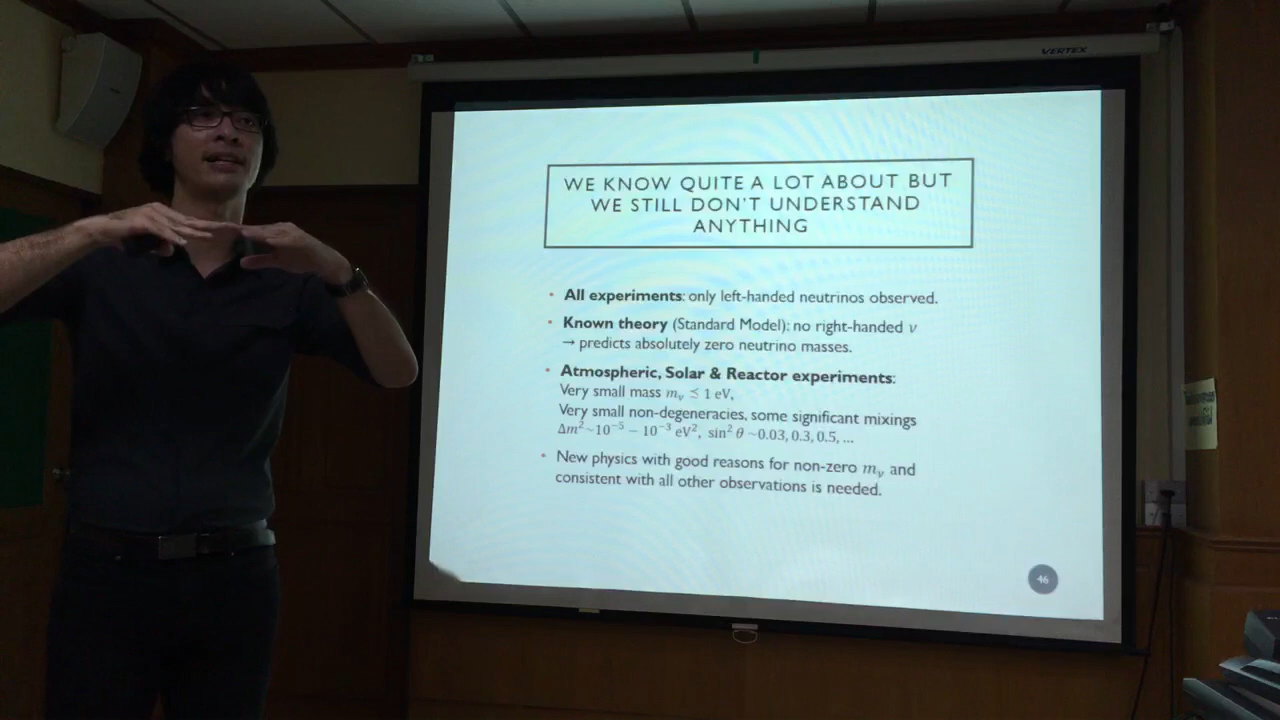 VERTEX
WE KNOW QUITE A LOT ABOUT BUT
WE STILL DON'T UNDERSTAND
ANYTHING
• All experiments: only left-handed neutrinos observed.
• Known theory (Standard Model): no right-handed ν
→ predicts absolutely zero neutrino masses.
• Atmospheric, Solar & Reactor experiments:
Very small mass mᵥ ≲ 1 eV,
Very small non-degeneracies, some significant mixings
Δm²~10⁻⁵ − 10⁻³ eV², sin² θ ~0.03, 0.3, 0.5, ...
• New physics with good reasons for non-zero mᵥ and
consistent with all other observations is needed.
46